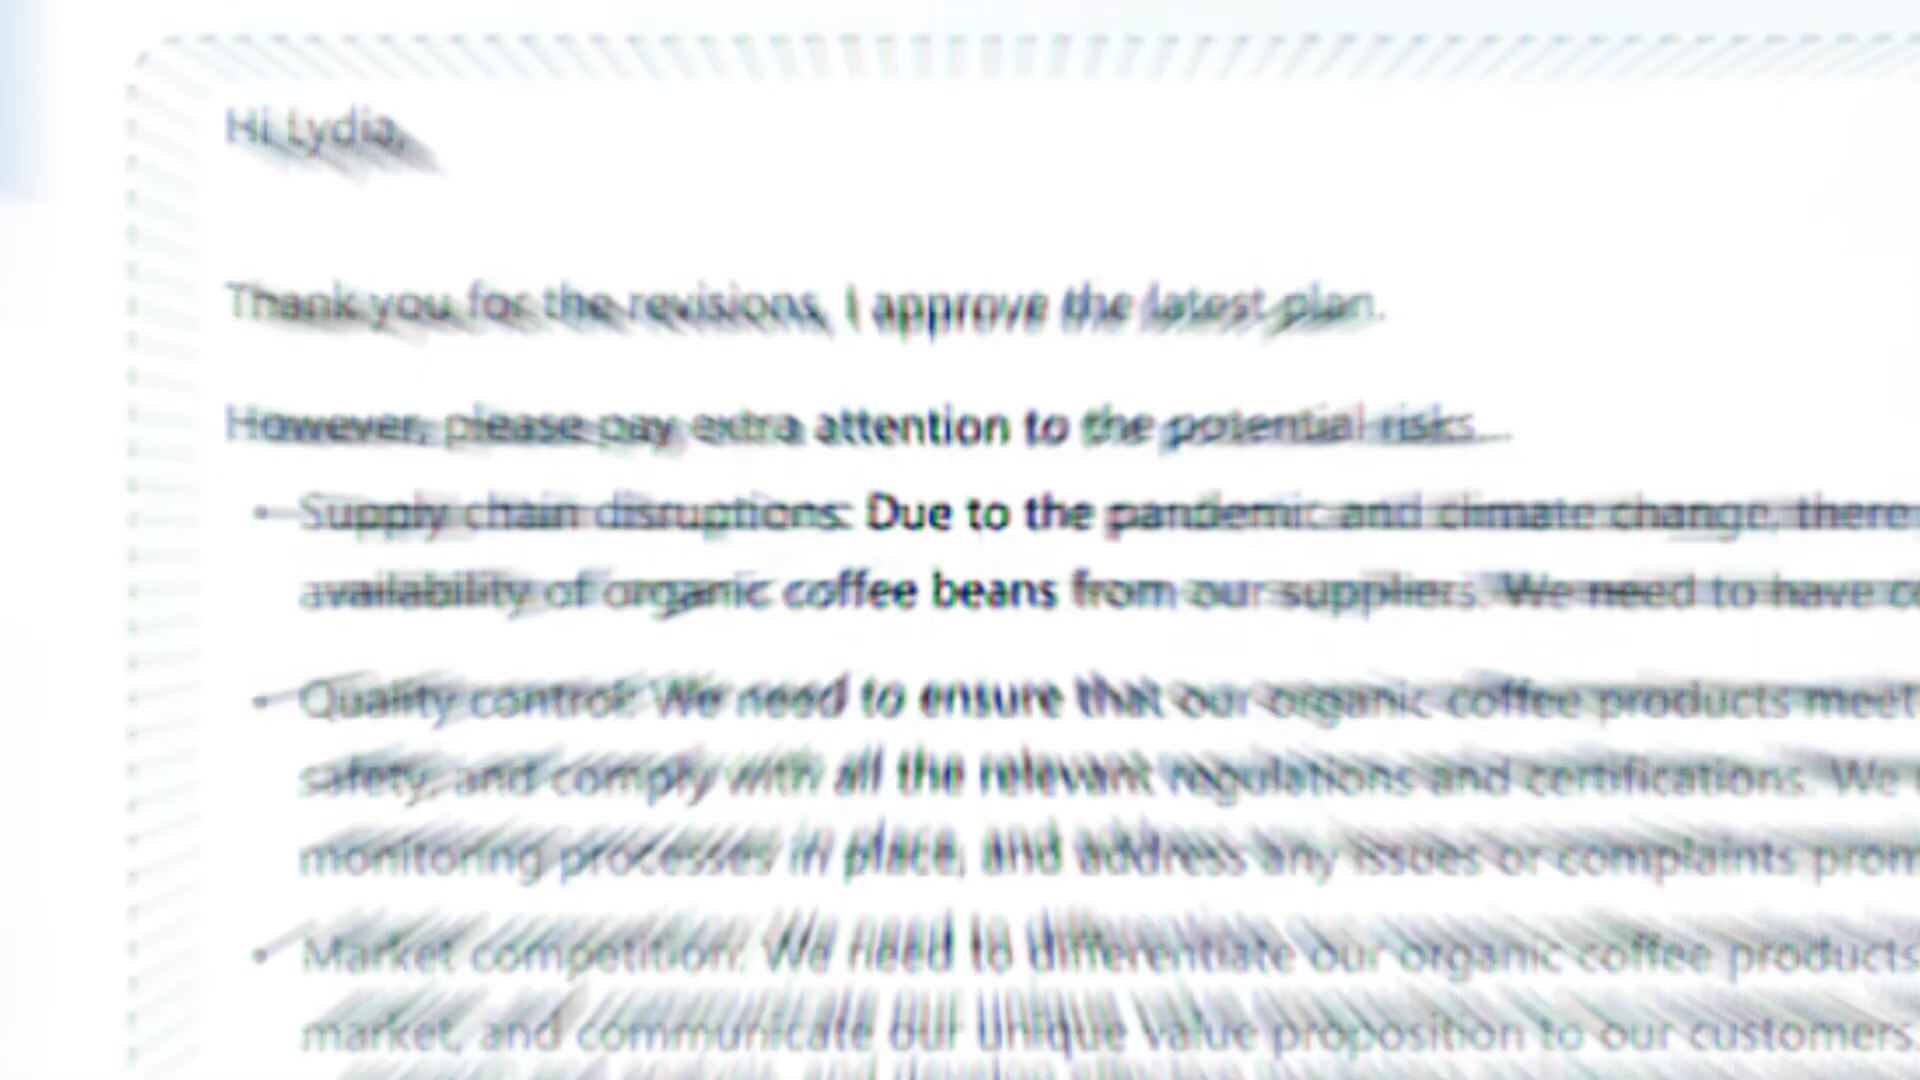 Hi Lydia,
Thank you for the revisions, I approve the latest plan.
However, please pay extra attention to the potential risks...
• Supply chain disruptions: Due to the pandemic and climate change, there
availability of organic coffee beans from our suppliers. We need to have
• Quality control: We need to ensure that our organic coffee products meet
safety, and comply with all the relevant regulations and certifications. We
monitoring processes in place, and address any issues or complaints
• Market competition: We need to differentiate our organic coffee products
market, and communicate our unique value proposition to our customers.